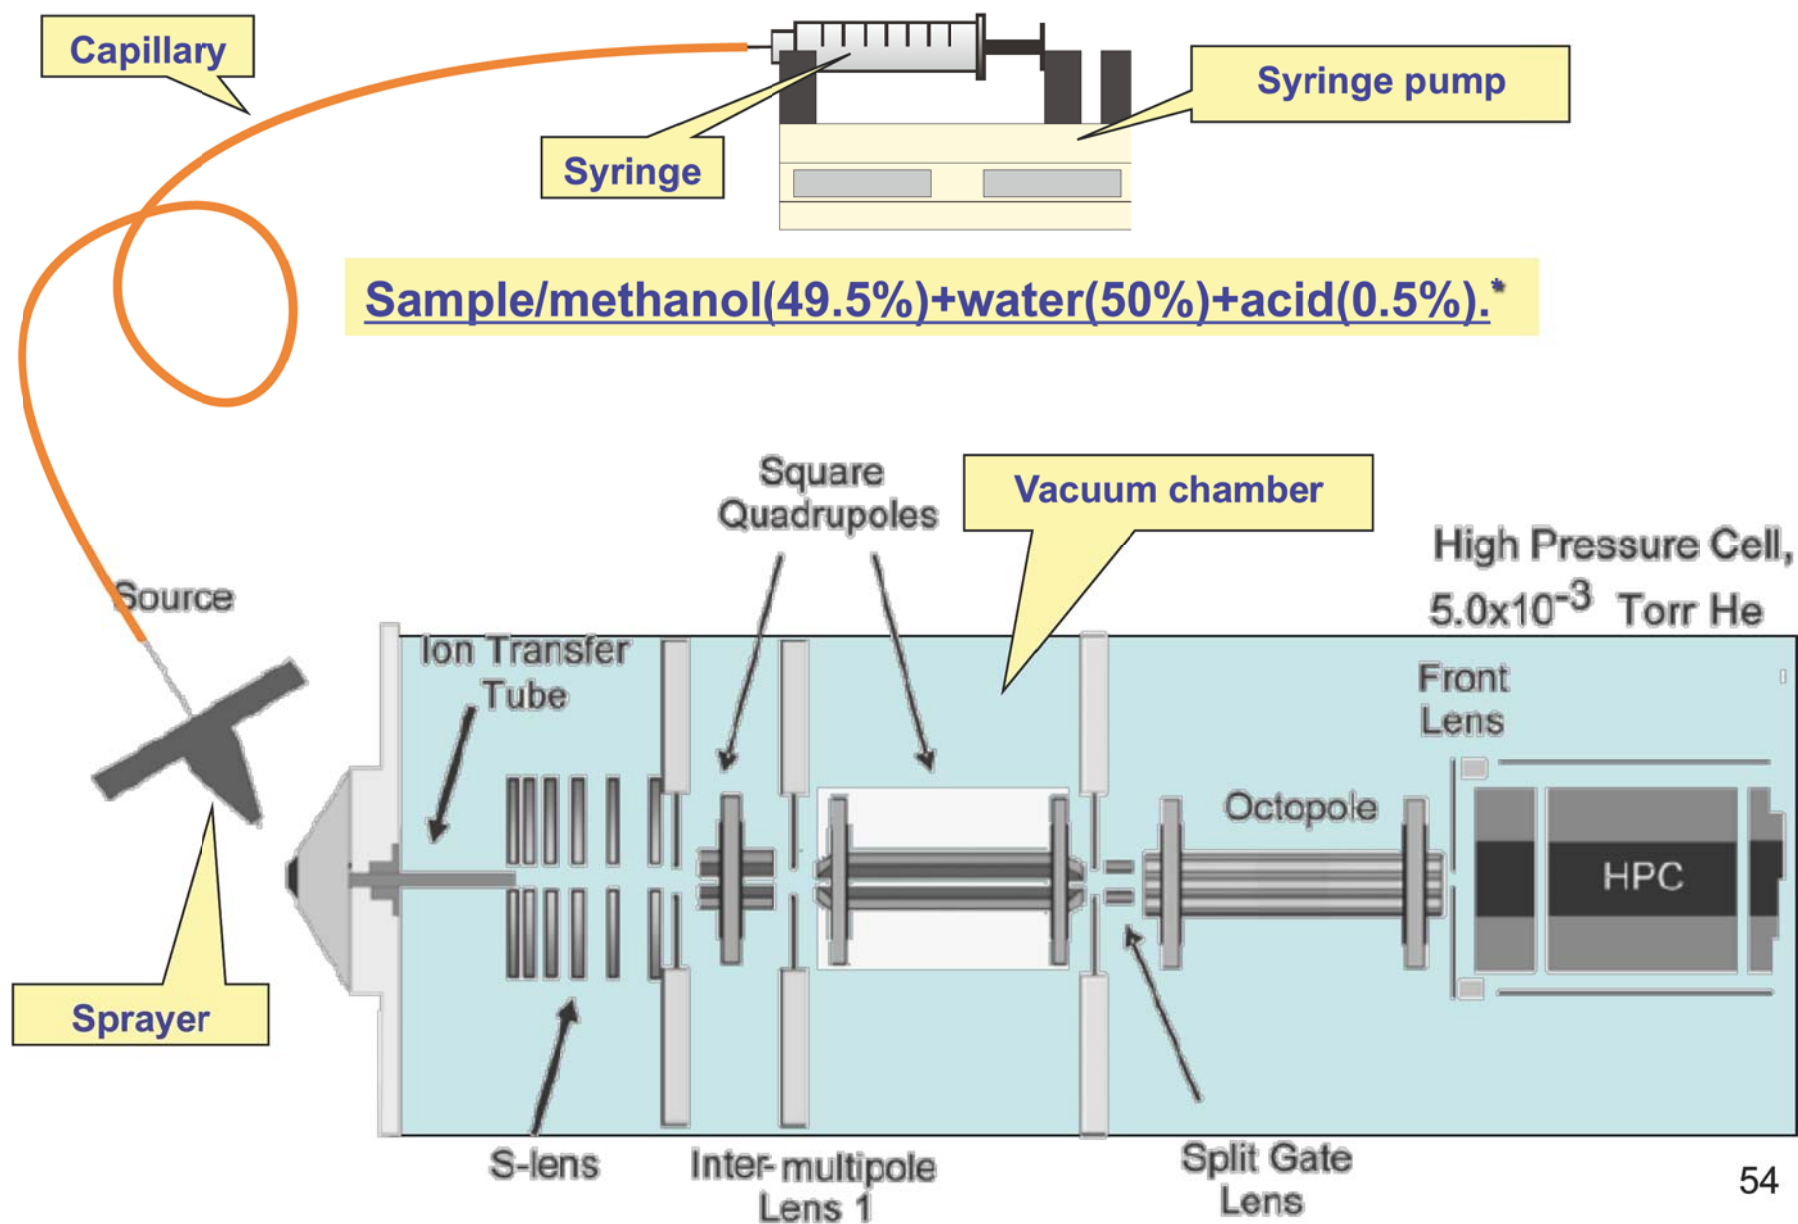 Capillary
Syringe pump
Syringe
Sample/methanol(49.5%)+water(50%)+acid(0.5%).*
Square
Quadrupoles
Vacuum chamber
High Pressure Cell,
5.0x10⁻³ Torr He
Source
Ion Transfer
Tube
Front
Lens
Octopole
HPC
Sprayer
S-lens
Inter-multipole
Lens 1
Split Gate
Lens
54